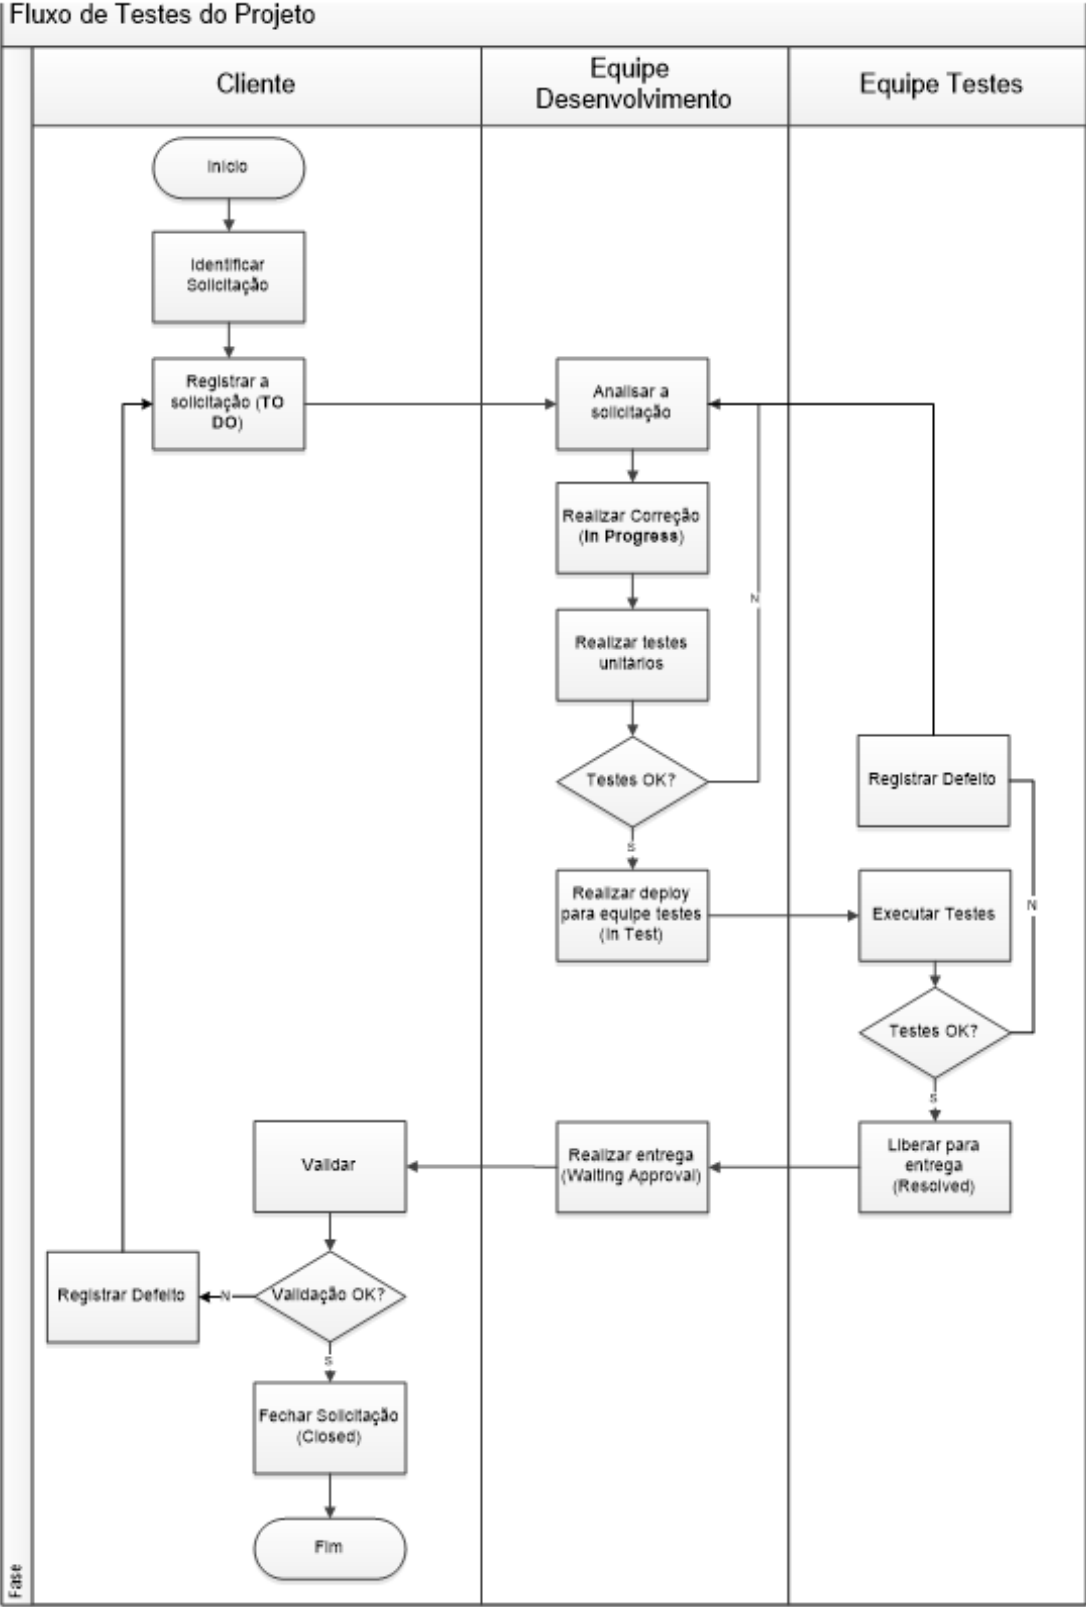 Fluxo de Testes do Projeto
Cliente
Equipe
Desenvolvimento
Equipe Testes
Início
Identificar
Solicitação
Registrar a
solicitação (TO
DO)
Analisar a
solicitação
Realizar Correção
(In Progress)
N
Realizar testes
unitários
Testes OK?
Registrar Defeito
S
Realizar deploy
para equipe testes
(In Test)
Executar Testes
N
Testes OK?
S
Validar
Realizar entrega
(Waiting Approval)
Liberar para
entrega
(Resolved)
Registrar Defeito
N
Validação OK?
S
Fechar Solicitação
(Closed)
Fim
Fase